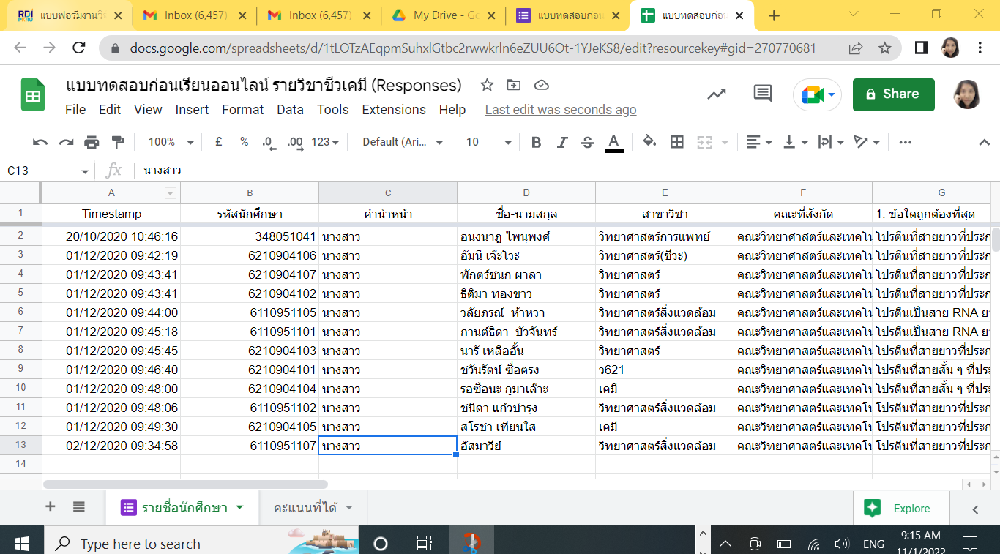 แบบฟอร์มงานวิ
Inbox (6,457)
Inbox (6,457)
My Drive - Go
แบบทดสอบก่อน
แบบทดสอบก่อน
docs.google.com/spreadsheets/d/1tLOTzAEqpmSuhxlGtbc2rwwkrln6eZUU6Ot-1YJeKS8/edit?resourcekey#gid=270770681
แบบทดสอบก่อนเรียนออนไลน์ รายวิชาชีวเคมี (Responses)
File Edit View Insert Format Data Tools Extensions Help Last edit was seconds ago
Share
100% £ % .0 .00 123 Default (Ari... 10 B I S A
C13 fx นางสาว
A B C D E F G
1 Timestamp รหัสนักศึกษา คำนำหน้า ชื่อ-นามสกุล สาขาวิชา คณะที่สังกัด 1. ข้อใดถูกต้องที่สุด
2 20/10/2020 10:46:16 348051041 นางสาว อนงนาฎ ไพนุพงศ์ วิทยาศาสตร์การแพทย์ คณะวิทยาศาสตร์และเทคโน โปรตีนที่สายยาวที่ประก
3 01/12/2020 09:42:19 6210904106 นางสาว อัมนี เจ๊ะโวะ วิทยาศาสตร์(ชีวะ) คณะวิทยาศาสตร์และเทคโน โปรตีนที่สายยาวที่ประก
4 01/12/2020 09:43:41 6210904107 นางสาว พักตร์ชนก ผาลา วิทยาศาสตร์ คณะวิทยาศาสตร์และเทคโน โปรตีนที่สายยาวที่ประก
5 01/12/2020 09:43:41 6210904102 นางสาว ธิติมา ทองขาว วิทยาศาสตร์ คณะวิทยาศาสตร์และเทคโน โปรตีนที่สายยาวที่ประก
6 01/12/2020 09:44:00 6110951105 นางสาว วลัยภรณ์ ห้าหวา วิทยาศาสตร์สิ่งแวดล้อม คณะวิทยาศาสตร์และเทคโน โปรตีนเป็นสาย RNA ยา
7 01/12/2020 09:45:18 6110951101 นางสาว กานต์ธิดา บัวจันทร์ วิทยาศาสตร์สิ่งแวดล้อม คณะวิทยาศาสตร์และเทคโน โปรตีนเป็นสาย RNA ยา
8 01/12/2020 09:45:45 6210904103 นางสาว นารี เหลืออั้น วิทยาศาสตร์ คณะวิทยาศาสตร์และเทคโน โปรตีนที่สายยาวที่ประก
9 01/12/2020 09:46:40 6210904101 นางสาว ชวันรัตน์ ซื่อตรง ว621 คณะวิทยาศาสตร์และเทคโน โปรตีนที่สายสั้น ๆ ที่ประ
10 01/12/2020 09:48:00 6210904104 นางสาว รอซือนะ กูมาเล๊าะ เคมี คณะวิทยาศาสตร์และเทคโน โปรตีนที่สายสั้น ๆ ที่ประ
11 01/12/2020 09:48:06 6110951102 นางสาว ชนิดา แก้วบำรุง วิทยาศาสตร์สิ่งแวดล้อม คณะวิทยาศาสตร์และเทคโน โปรตีนที่สายยาวที่ประก
12 01/12/2020 09:49:30 6210904105 นางสาว สโรชา เทียนใส เคมี คณะวิทยาศาสตร์และเทคโน โปรตีนที่สายยาวที่ประก
13 02/12/2020 09:34:58 6110951107 นางสาว อัสมาวีย์ วิทยาศาสตร์สิ่งแวดล้อม คณะวิทยาศาสตร์และเทคโน โปรตีนที่สายยาวที่ประก
14
รายชื่อนักศึกษา คะแนนที่ได้ Explore
Type here to search
ENG
9:15 AM
11/1/2022